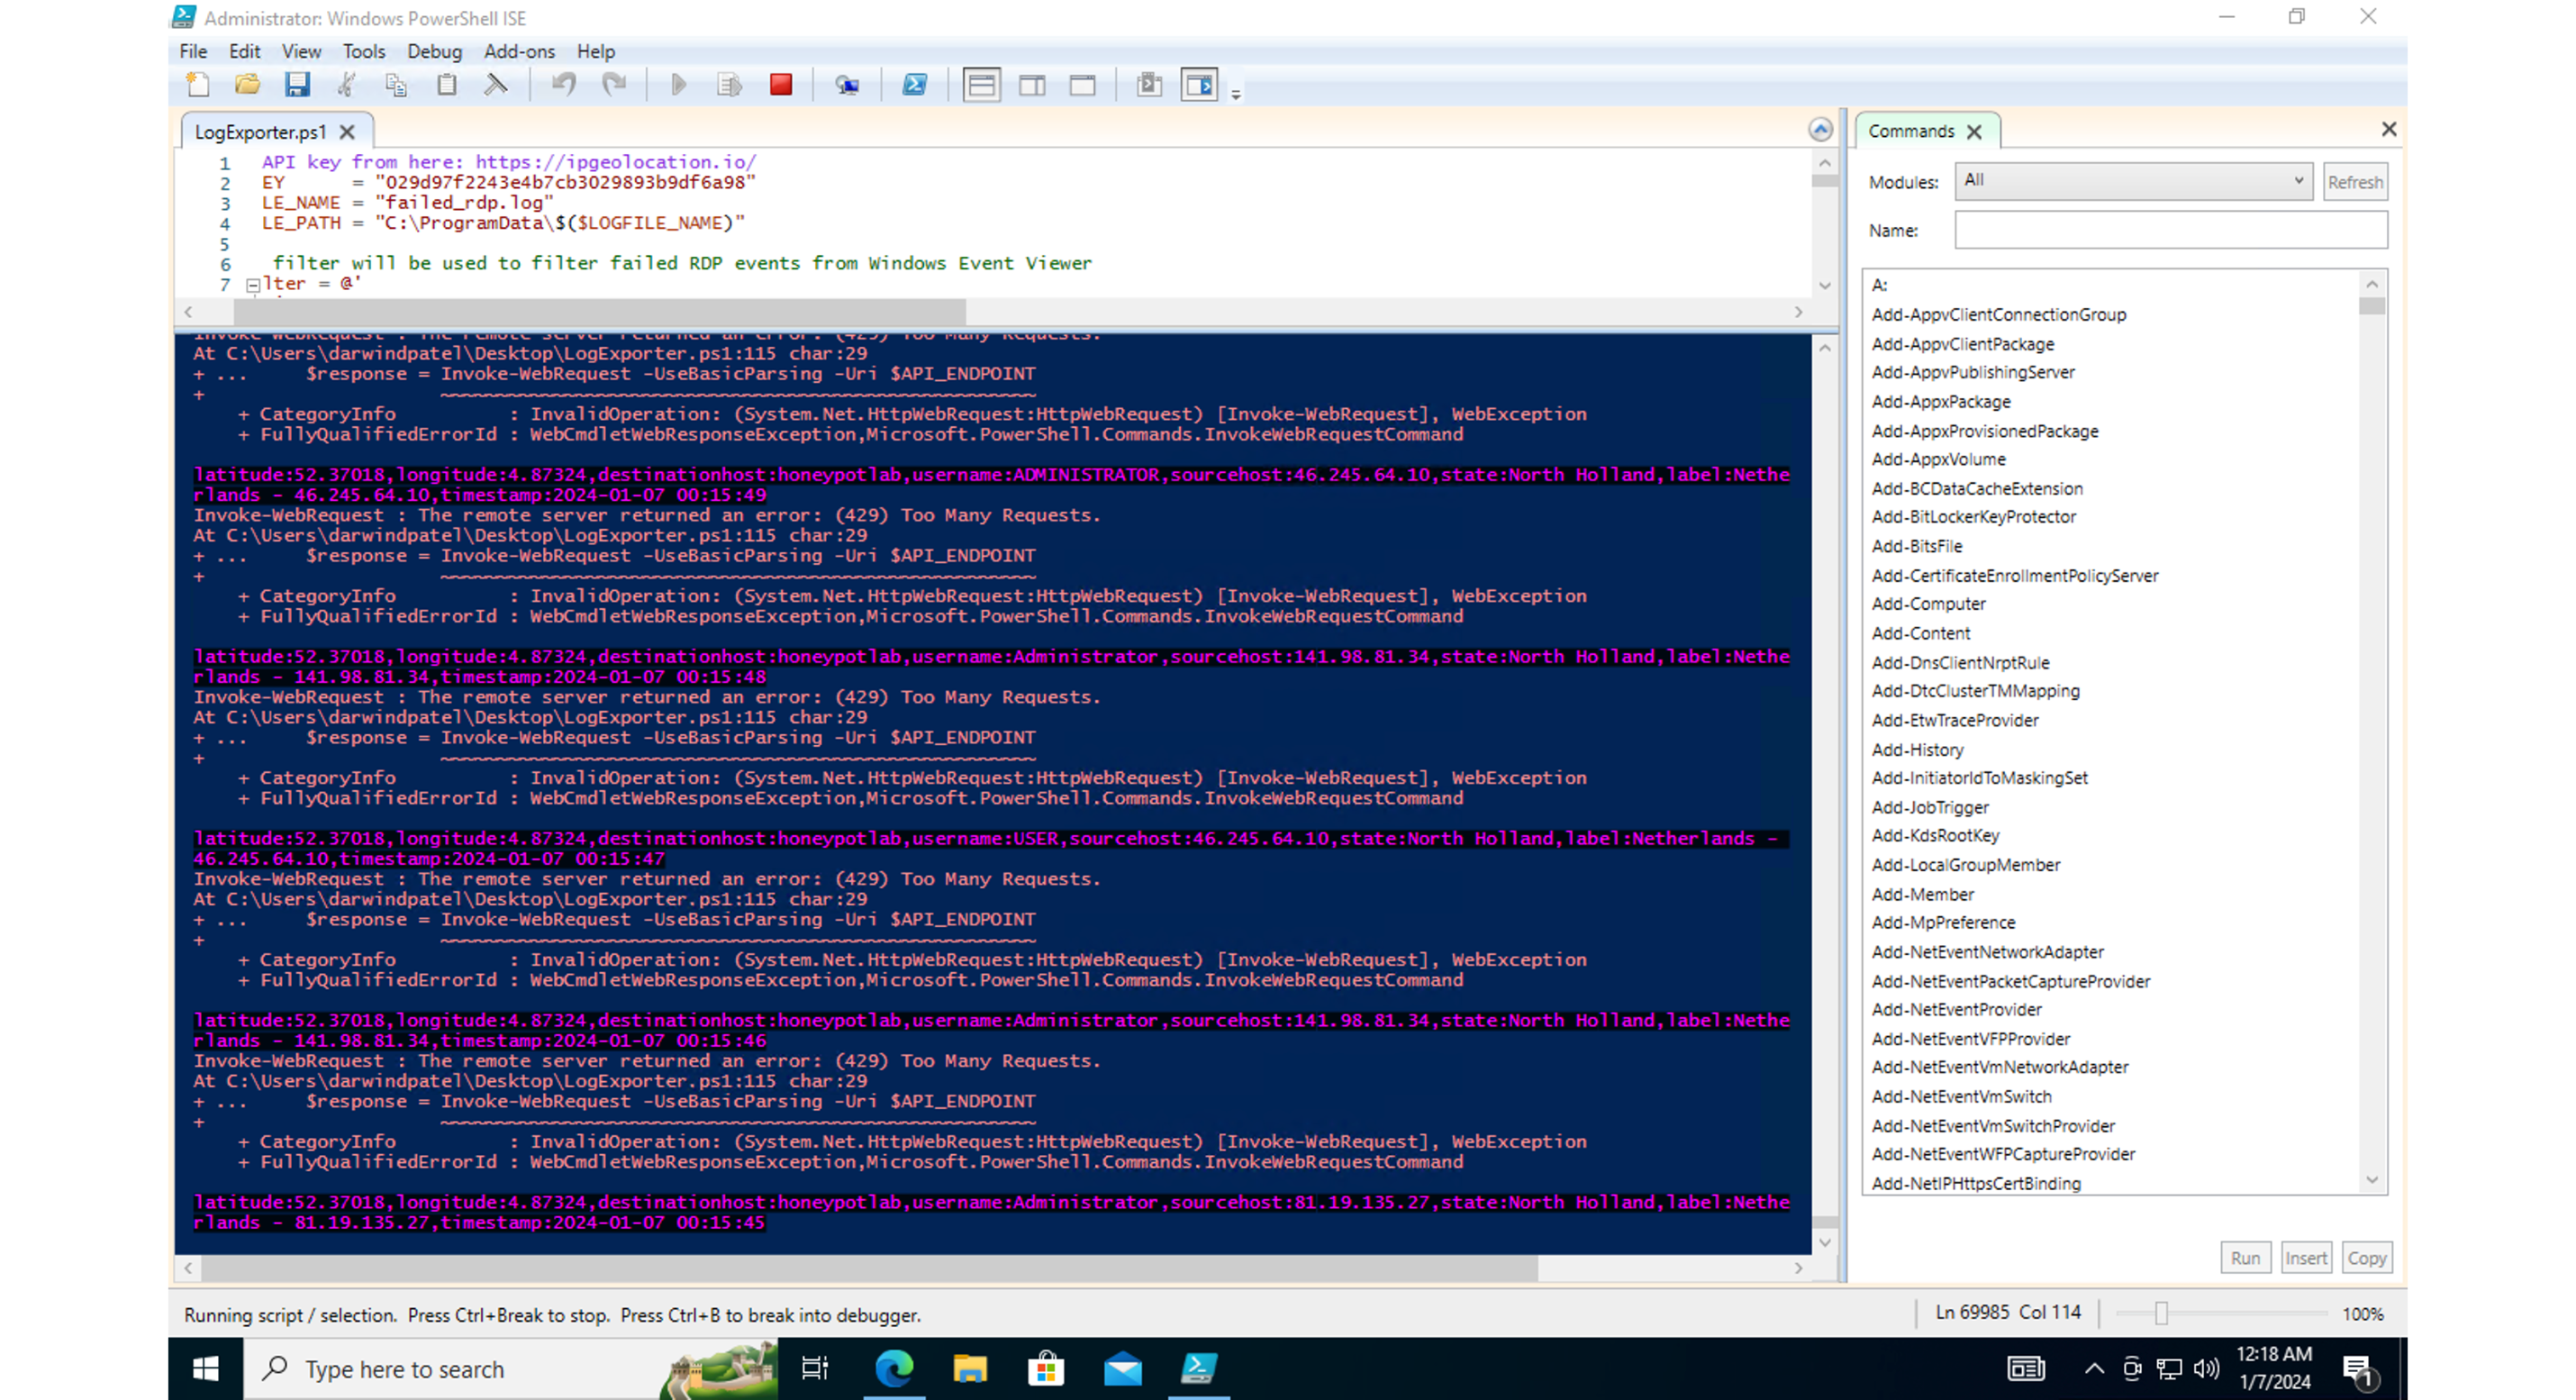 Administrator: Windows PowerShell ISE
File Edit View Tools Debug Add-ons Help
LogExporter.ps1
1 API key from here: https://ipgeolocation.io/
2 EY = "029d97f2243e4b7cb3029893b9df6a98"
3 LE_NAME = "failed_rdp.log"
4 LE_PATH = "C:\ProgramData\$($LOGFILE_NAME)"
5
6 filter will be used to filter failed RDP events from Windows Event Viewer
7 lter = @'
Invoke-WebRequest : The remote server returned an error: (429) Too Many Requests.
At C:\Users\darwindpatel\Desktop\LogExporter.ps1:115 char:29
+ ... $response = Invoke-WebRequest -UseBasicParsing -Uri $API_ENDPOINT
+ ~~~~~~~~~~~~~~~~~~~~~~~~~~~~~~~~~~~~~~~~~~~~~~~~~~~~~
+ CategoryInfo : InvalidOperation: (System.Net.HttpWebRequest:HttpWebRequest) [Invoke-WebRequest], WebException
+ FullyQualifiedErrorId : WebCmdletWebResponseException,Microsoft.PowerShell.Commands.InvokeWebRequestCommand
latitude:52.37018,longitude:4.87324,destinationhost:honeypotlab,username:ADMINISTRATOR,sourcehost:46.245.64.10,state:North Holland,label:Nethe
rlands - 46.245.64.10,timestamp:2024-01-07 00:15:49
Invoke-WebRequest : The remote server returned an error: (429) Too Many Requests.
At C:\Users\darwindpatel\Desktop\LogExporter.ps1:115 char:29
+ ... $response = Invoke-WebRequest -UseBasicParsing -Uri $API_ENDPOINT
+ ~~~~~~~~~~~~~~~~~~~~~~~~~~~~~~~~~~~~~~~~~~~~~~~~~~~~~
+ CategoryInfo : InvalidOperation: (System.Net.HttpWebRequest:HttpWebRequest) [Invoke-WebRequest], WebException
+ FullyQualifiedErrorId : WebCmdletWebResponseException,Microsoft.PowerShell.Commands.InvokeWebRequestCommand
latitude:52.37018,longitude:4.87324,destinationhost:honeypotlab,username:Administrator,sourcehost:141.98.81.34,state:North Holland,label:Nethe
rlands - 141.98.81.34,timestamp:2024-01-07 00:15:48
Invoke-WebRequest : The remote server returned an error: (429) Too Many Requests.
At C:\Users\darwindpatel\Desktop\LogExporter.ps1:115 char:29
+ ... $response = Invoke-WebRequest -UseBasicParsing -Uri $API_ENDPOINT
+ ~~~~~~~~~~~~~~~~~~~~~~~~~~~~~~~~~~~~~~~~~~~~~~~~~~~~~
+ CategoryInfo : InvalidOperation: (System.Net.HttpWebRequest:HttpWebRequest) [Invoke-WebRequest], WebException
+ FullyQualifiedErrorId : WebCmdletWebResponseException,Microsoft.PowerShell.Commands.InvokeWebRequestCommand
latitude:52.37018,longitude:4.87324,destinationhost:honeypotlab,username:USER,sourcehost:46.245.64.10,state:North Holland,label:Netherlands -
46.245.64.10,timestamp:2024-01-07 00:15:47
Invoke-WebRequest : The remote server returned an error: (429) Too Many Requests.
At C:\Users\darwindpatel\Desktop\LogExporter.ps1:115 char:29
+ ... $response = Invoke-WebRequest -UseBasicParsing -Uri $API_ENDPOINT
+ ~~~~~~~~~~~~~~~~~~~~~~~~~~~~~~~~~~~~~~~~~~~~~~~~~~~~~
+ CategoryInfo : InvalidOperation: (System.Net.HttpWebRequest:HttpWebRequest) [Invoke-WebRequest], WebException
+ FullyQualifiedErrorId : WebCmdletWebResponseException,Microsoft.PowerShell.Commands.InvokeWebRequestCommand
latitude:52.37018,longitude:4.87324,destinationhost:honeypotlab,username:Administrator,sourcehost:141.98.81.34,state:North Holland,label:Nethe
rlands - 141.98.81.34,timestamp:2024-01-07 00:15:46
Invoke-WebRequest : The remote server returned an error: (429) Too Many Requests.
At C:\Users\darwindpatel\Desktop\LogExporter.ps1:115 char:29
+ ... $response = Invoke-WebRequest -UseBasicParsing -Uri $API_ENDPOINT
+ ~~~~~~~~~~~~~~~~~~~~~~~~~~~~~~~~~~~~~~~~~~~~~~~~~~~~~
+ CategoryInfo : InvalidOperation: (System.Net.HttpWebRequest:HttpWebRequest) [Invoke-WebRequest], WebException
+ FullyQualifiedErrorId : WebCmdletWebResponseException,Microsoft.PowerShell.Commands.InvokeWebRequestCommand
latitude:52.37018,longitude:4.87324,destinationhost:honeypotlab,username:Administrator,sourcehost:81.19.135.27,state:North Holland,label:Nethe
rlands - 81.19.135.27,timestamp:2024-01-07 00:15:45
Commands
Modules: All Refresh
Name:
A:
Add-AppvClientConnectionGroup
Add-AppvClientPackage
Add-AppvPublishingServer
Add-AppxPackage
Add-AppxProvisionedPackage
Add-AppxVolume
Add-BCDataCacheExtension
Add-BitLockerKeyProtector
Add-BitsFile
Add-CertificateEnrollmentPolicyServer
Add-Computer
Add-Content
Add-DnsClientNrptRule
Add-DtcClusterTMMapping
Add-EtwTraceProvider
Add-History
Add-InitiatorIdToMaskingSet
Add-JobTrigger
Add-KdsRootKey
Add-LocalGroupMember
Add-Member
Add-MpPreference
Add-NetEventNetworkAdapter
Add-NetEventPacketCaptureProvider
Add-NetEventProvider
Add-NetEventVFPProvider
Add-NetEventVmNetworkAdapter
Add-NetEventVmSwitch
Add-NetEventVmSwitchProvider
Add-NetEventWFPCaptureProvider
Add-NetIPHttpsCertBinding
Run Insert Copy
Running script / selection. Press Ctrl+Break to stop. Press Ctrl+B to break into debugger.
Ln 69985 Col 114
100%
Type here to search
12:18 AM
1/7/2024
1